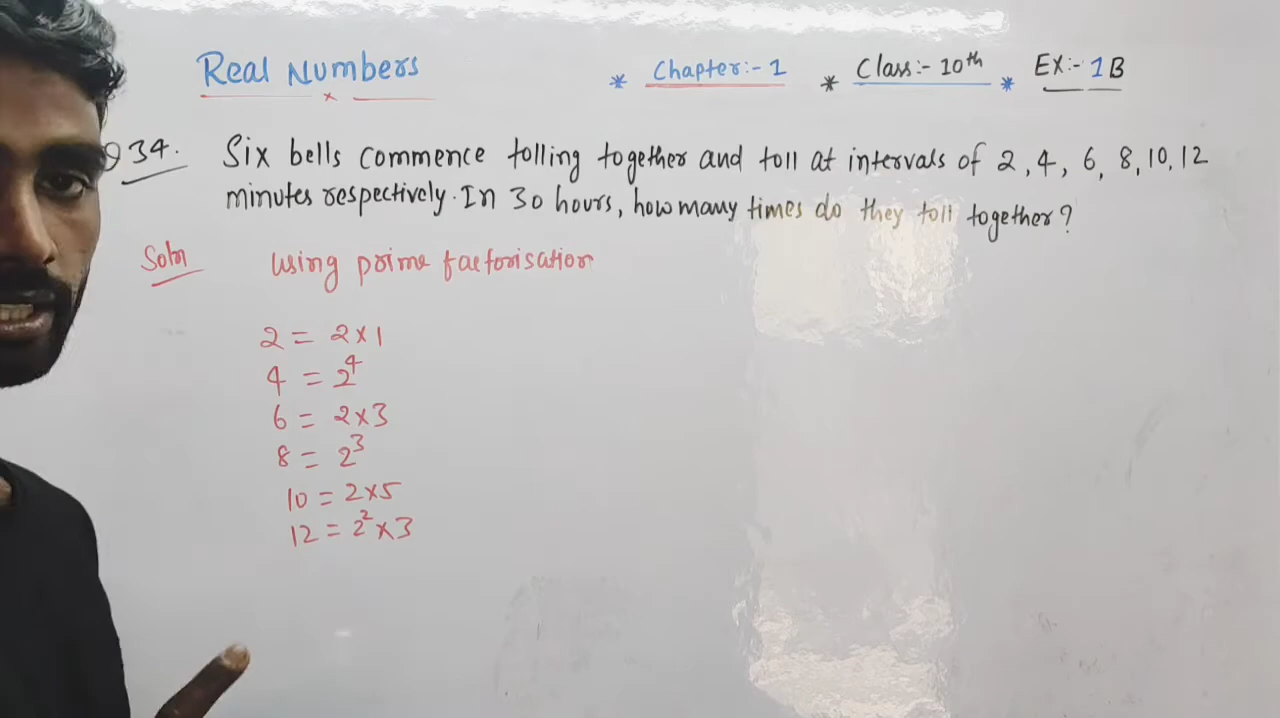 Real Numbers * Chapter:- 1 * Class:- 10th * EX:- 1B
Q34. Six bells commence tolling together and toll at intervals of 2, 4, 6, 8, 10, 12
minutes respectively. In 30 hours, how many times do they toll together?
Soln using prime factorisation
2 = 2×1
4 = 2⁴
6 = 2×3
8 = 2³
10 = 2×5
12 = 2²×3